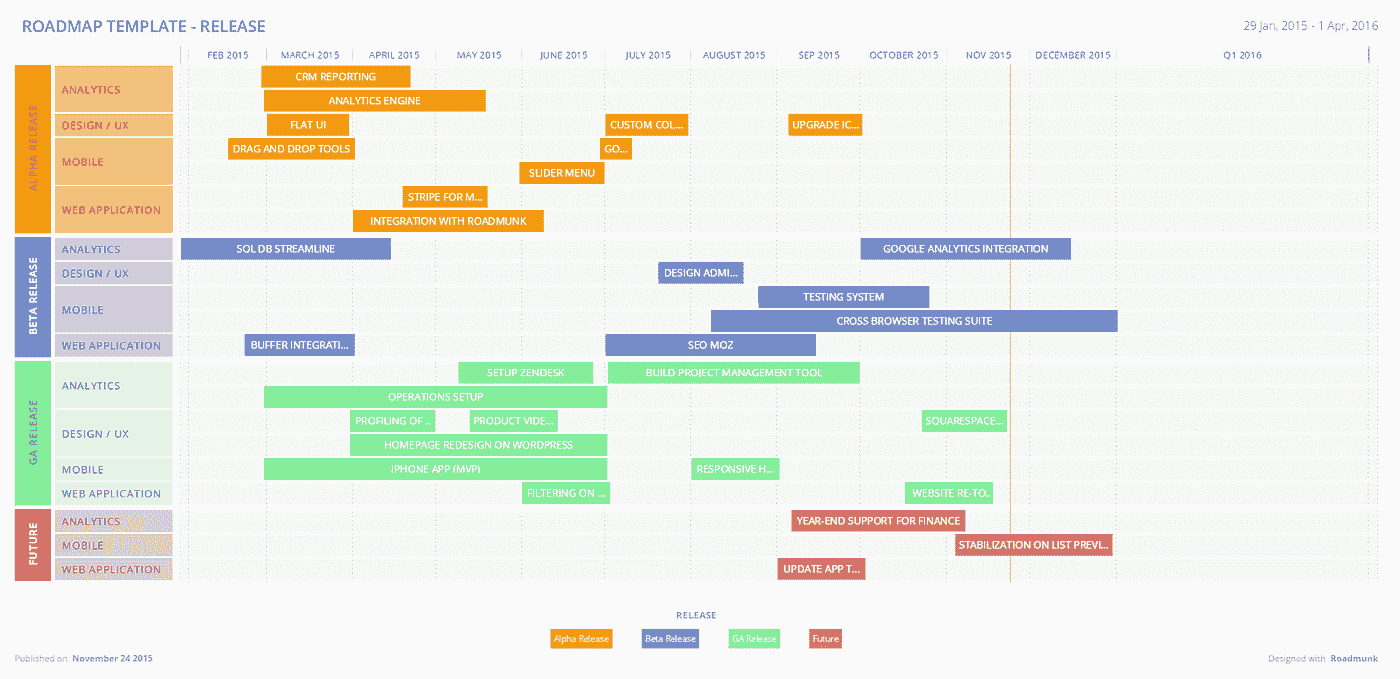 ROADMAP TEMPLATE - RELEASE
29 Jan, 2015 - 1 Apr, 2016
FEB 2015 MARCH 2015 APRIL 2015 MAY 2015 JUNE 2015 JULY 2015 AUGUST 2015 SEP 2015 OCTOBER 2015 NOV 2015 DECEMBER 2015 Q1 2016
ALPHA RELEASE
ANALYTICS
CRM REPORTING
ANALYTICS ENGINE
DESIGN / UX
FLAT UI CUSTOM COL... UPGRADE IC...
MOBILE
DRAG AND DROP TOOLS GO...
SLIDER MENU
WEB APPLICATION
STRIPE FOR M...
INTEGRATION WITH ROADMUNK
BETA RELEASE
ANALYTICS
SQL DB STREAMLINE GOOGLE ANALYTICS INTEGRATION
DESIGN / UX
DESIGN ADMI...
MOBILE
TESTING SYSTEM
CROSS BROWSER TESTING SUITE
WEB APPLICATION
BUFFER INTEGRATI... SEO MOZ
GA RELEASE
ANALYTICS
SETUP ZENDESK BUILD PROJECT MANAGEMENT TOOL
OPERATIONS SETUP
DESIGN / UX
PROFILING OF .. PRODUCT VIDE... SQUARESPACE...
HOMEPAGE REDESIGN ON WORDPRESS
MOBILE
IPHONE APP (MVP) RESPONSIVE H...
WEB APPLICATION
FILTERING ON ... WEBSITE RE-TO..
FUTURE
ANALYTICS
YEAR-END SUPPORT FOR FINANCE
MOBILE
STABILIZATION ON LIST PREVI...
WEB APPLICATION
UPDATE APP T...
RELEASE
Alpha Release Beta Release GA Release Future
Published on November 24 2015
Designed with Roadmunk